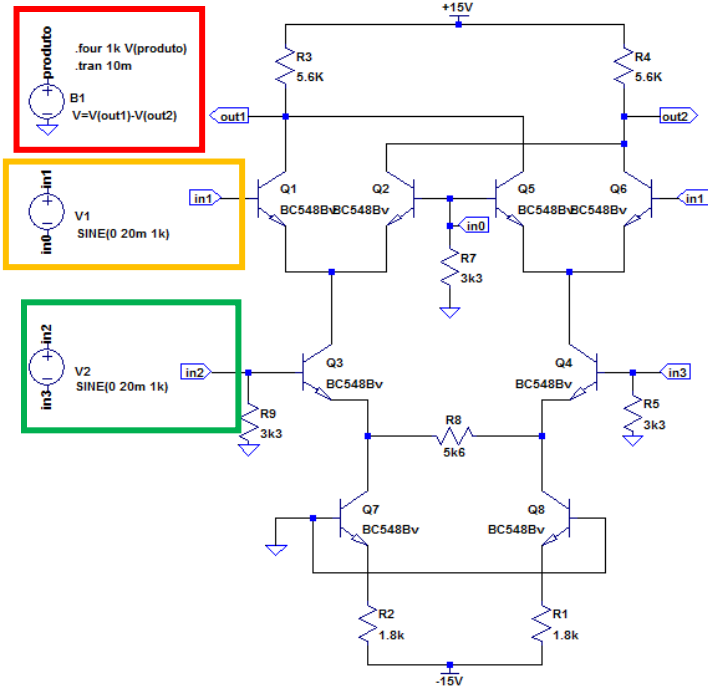 +15V
produto
.four 1k V(produto)
.tran 10m
B1
V=V(out1)-V(out2)
R3
5.6K
R4
5.6K
out1
out2
in1
V1
SINE(0 20m 1k)
in0
in1
Q1
BC548Bv
Q2
BC548Bv
Q5
BC548Bv
Q6
BC548Bv
in1
in0
R7
3k3
in2
V2
SINE(0 20m 1k)
in3
in2
Q3
BC548Bv
Q4
BC548Bv
in3
R9
3k3
R8
5k6
R5
3k3
Q7
BC548Bv
Q8
BC548Bv
R2
1.8k
R1
1.8k
-15V